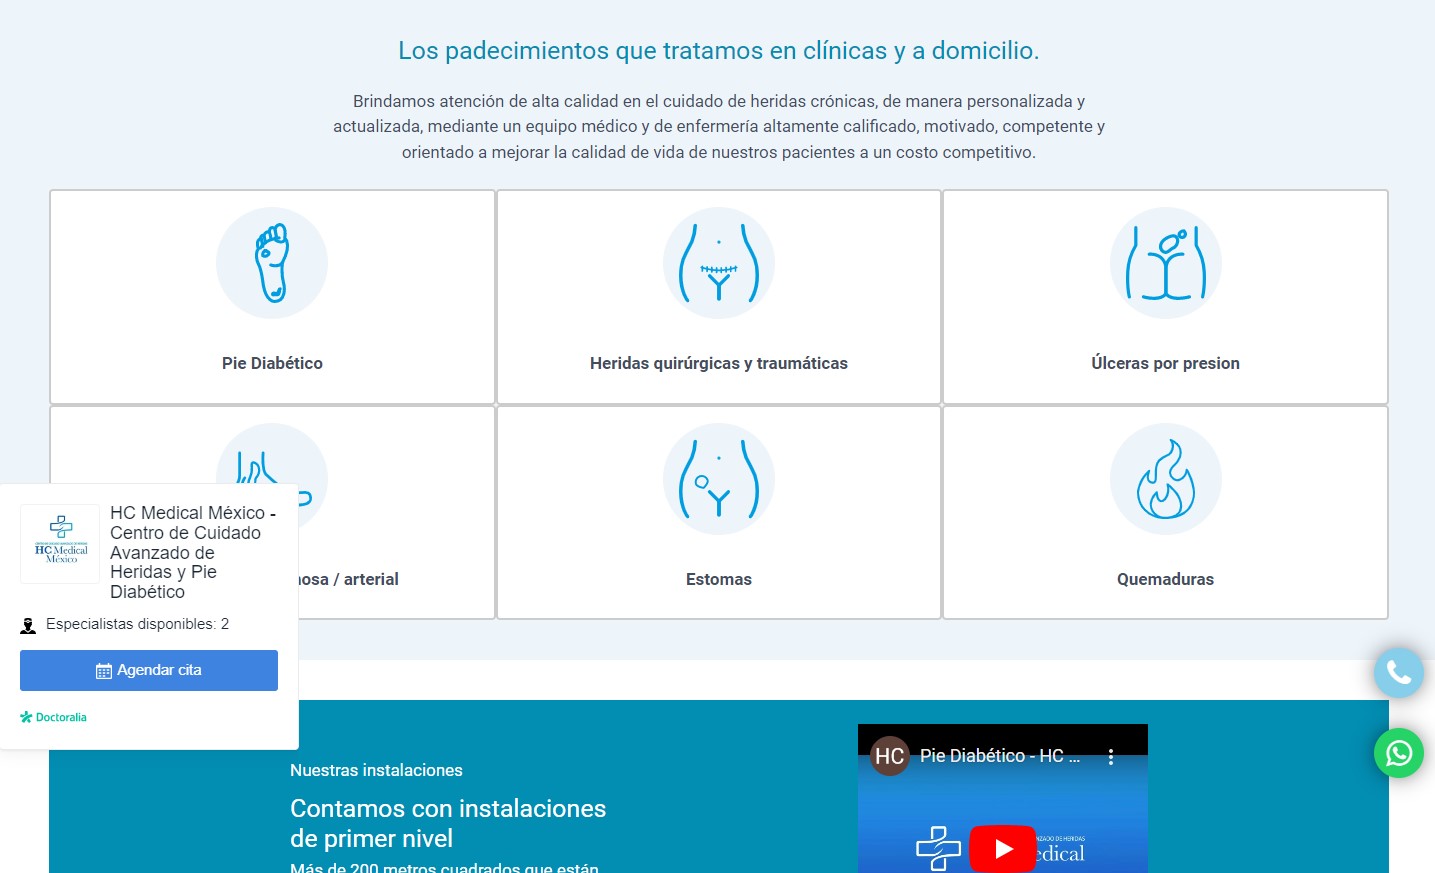 Los padecimientos que tratamos en clínicas y a domicilio.
Brindamos atención de alta calidad en el cuidado de heridas crónicas, de manera personalizada y
actualizada, mediante un equipo médico y de enfermería altamente calificado, motivado, competente y
orientado a mejorar la calidad de vida de nuestros pacientes a un costo competitivo.
Pie Diabético
Heridas quirúrgicas y traumáticas
Úlceras por presion
/ arterial
Estomas
Quemaduras
HC Medical
México
HC Medical México -
Centro de Cuidado
Avanzado de
Heridas y Pie
Diabético
Especialistas disponibles: 2
Agendar cita
Doctoralia
Nuestras instalaciones
Contamos con instalaciones
de primer nivel
Más de 200 metros cuadrados que están
HC
Pie Diabético - HC ...
DE HERIDAS